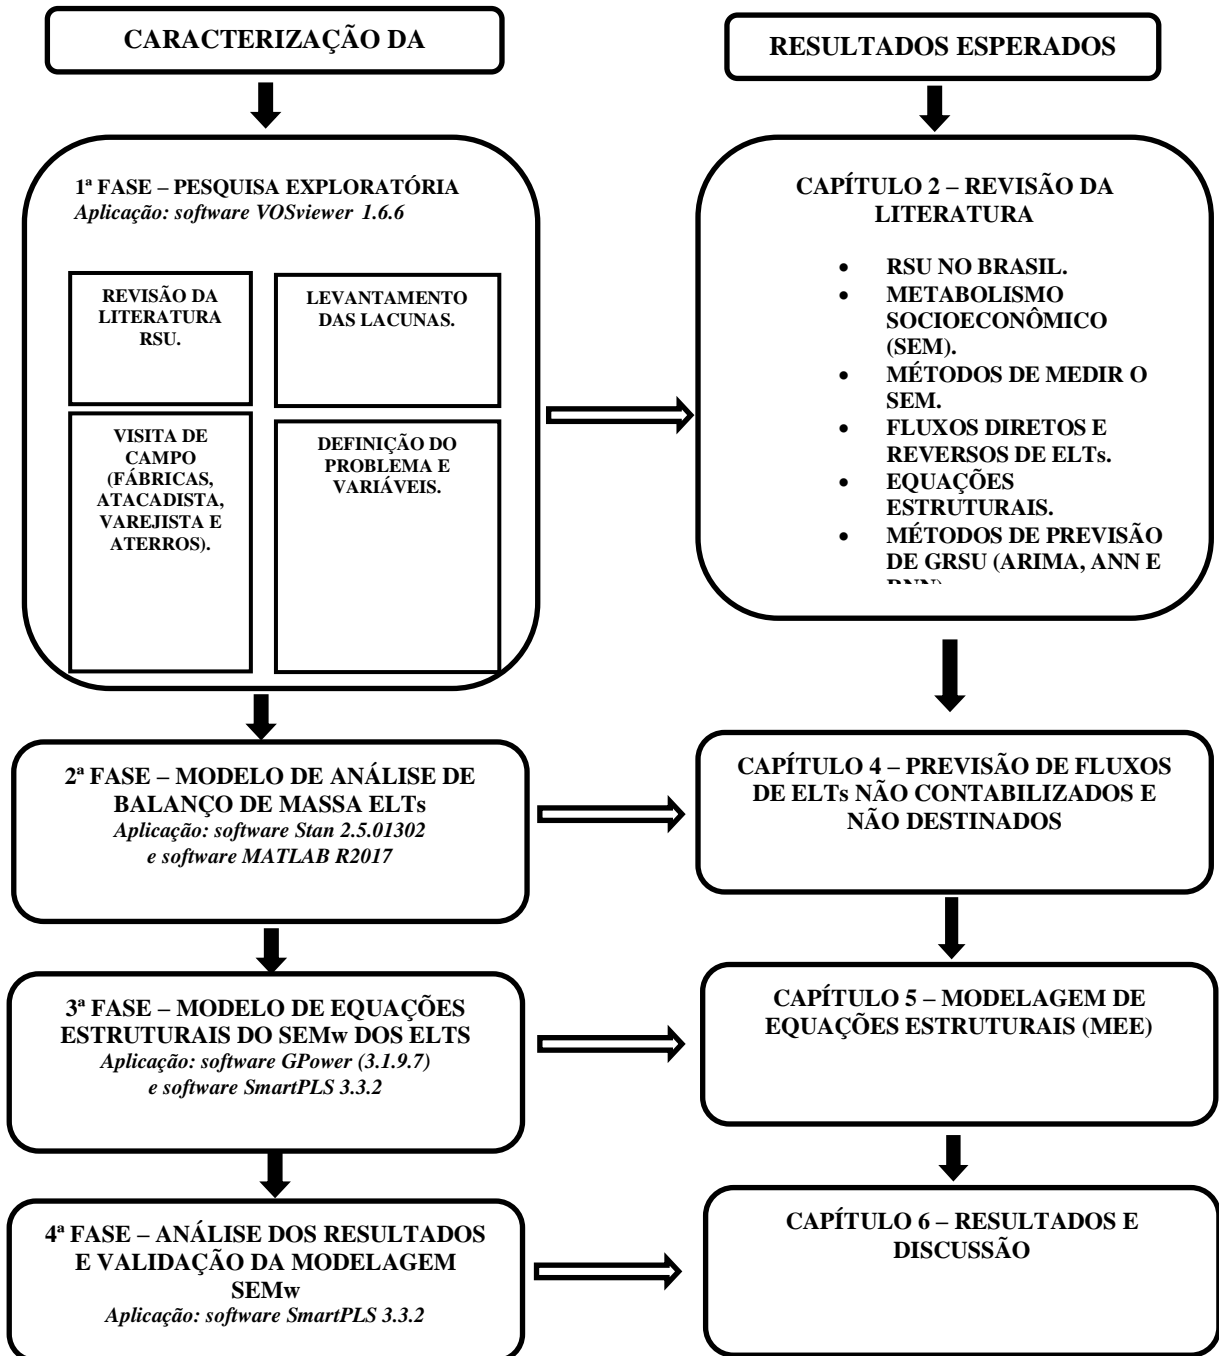 CARACTERIZAÇÃO DA
1ª FASE – PESQUISA EXPLORATÓRIA
Aplicação: software VOSviewer 1.6.6
REVISÃO DA
LITERATURA
RSU.
LEVANTAMENTO
DAS LACUNAS.
VISITA DE
CAMPO
(FÁBRICAS,
ATACADISTA,
VAREJISTA E
ATERROS).
DEFINIÇÃO DO
PROBLEMA E
VARIÁVEIS.
2ª FASE – MODELO DE ANÁLISE DE
BALANÇO DE MASSA ELTs
Aplicação: software Stan 2.5.01302
e software MATLAB R2017
3ª FASE – MODELO DE EQUAÇÕES
ESTRUTURAIS DO SEMw DOS ELTS
Aplicação: software GPower (3.1.9.7)
e software SmartPLS 3.3.2
4ª FASE – ANÁLISE DOS RESULTADOS
E VALIDAÇÃO DA MODELAGEM
SEMw
Aplicação: software SmartPLS 3.3.2
RESULTADOS ESPERADOS
CAPÍTULO 2 – REVISÃO DA
LITERATURA
• RSU NO BRASIL.
• METABOLISMO
SOCIOECONÔMICO
(SEM).
• MÉTODOS DE MEDIR O
SEM.
• FLUXOS DIRETOS E
REVERSOS DE ELTs.
• EQUAÇÕES
ESTRUTURAIS.
• MÉTODOS DE PREVISÃO
DE GRSU (ARIMA, ANN E
CAPÍTULO 4 – PREVISÃO DE FLUXOS
DE ELTs NÃO CONTABILIZADOS E
NÃO DESTINADOS
CAPÍTULO 5 – MODELAGEM DE
EQUAÇÕES ESTRUTURAIS (MEE)
CAPÍTULO 6 – RESULTADOS E
DISCUSSÃO